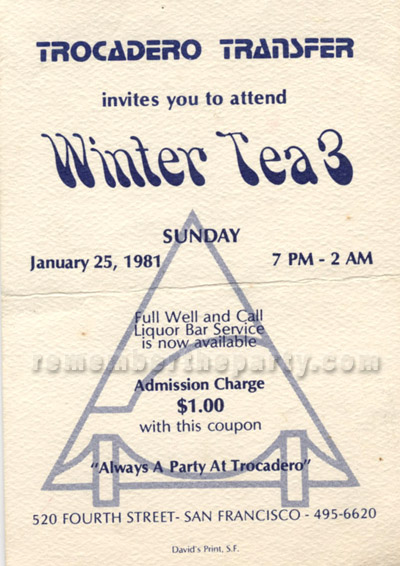 TROCADERO TRANSFER
invites you to attend
Winter Tea 3
SUNDAY
January 25, 1981 7 PM - 2 AM
Full Well and Call
Liquor Bar Service
is now available
remembertheparty.com
Admission Charge
$1.00
with this coupon
"Always A Party At Trocadero"
520 FOURTH STREET- SAN FRANCISCO - 495-6620
David's Print, S.F.